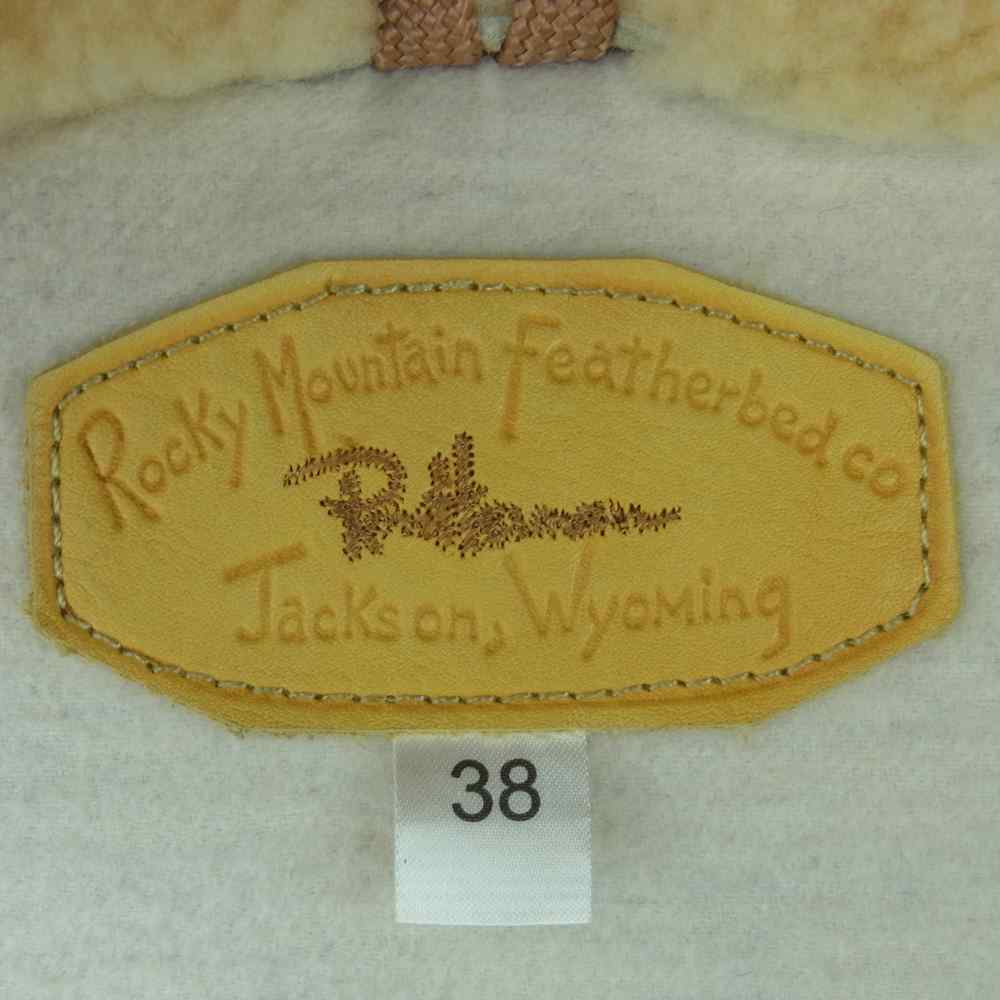 Rocky Mountain Featherbed co
Jackson, Wyoming
38